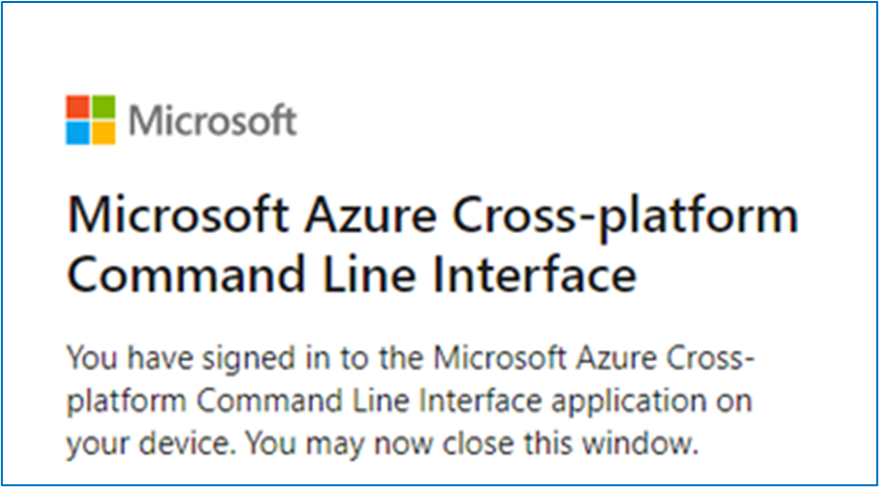 Microsoft
Microsoft Azure Cross-platform
Command Line Interface
You have signed in to the Microsoft Azure Cross-
platform Command Line Interface application on
your device. You may now close this window.